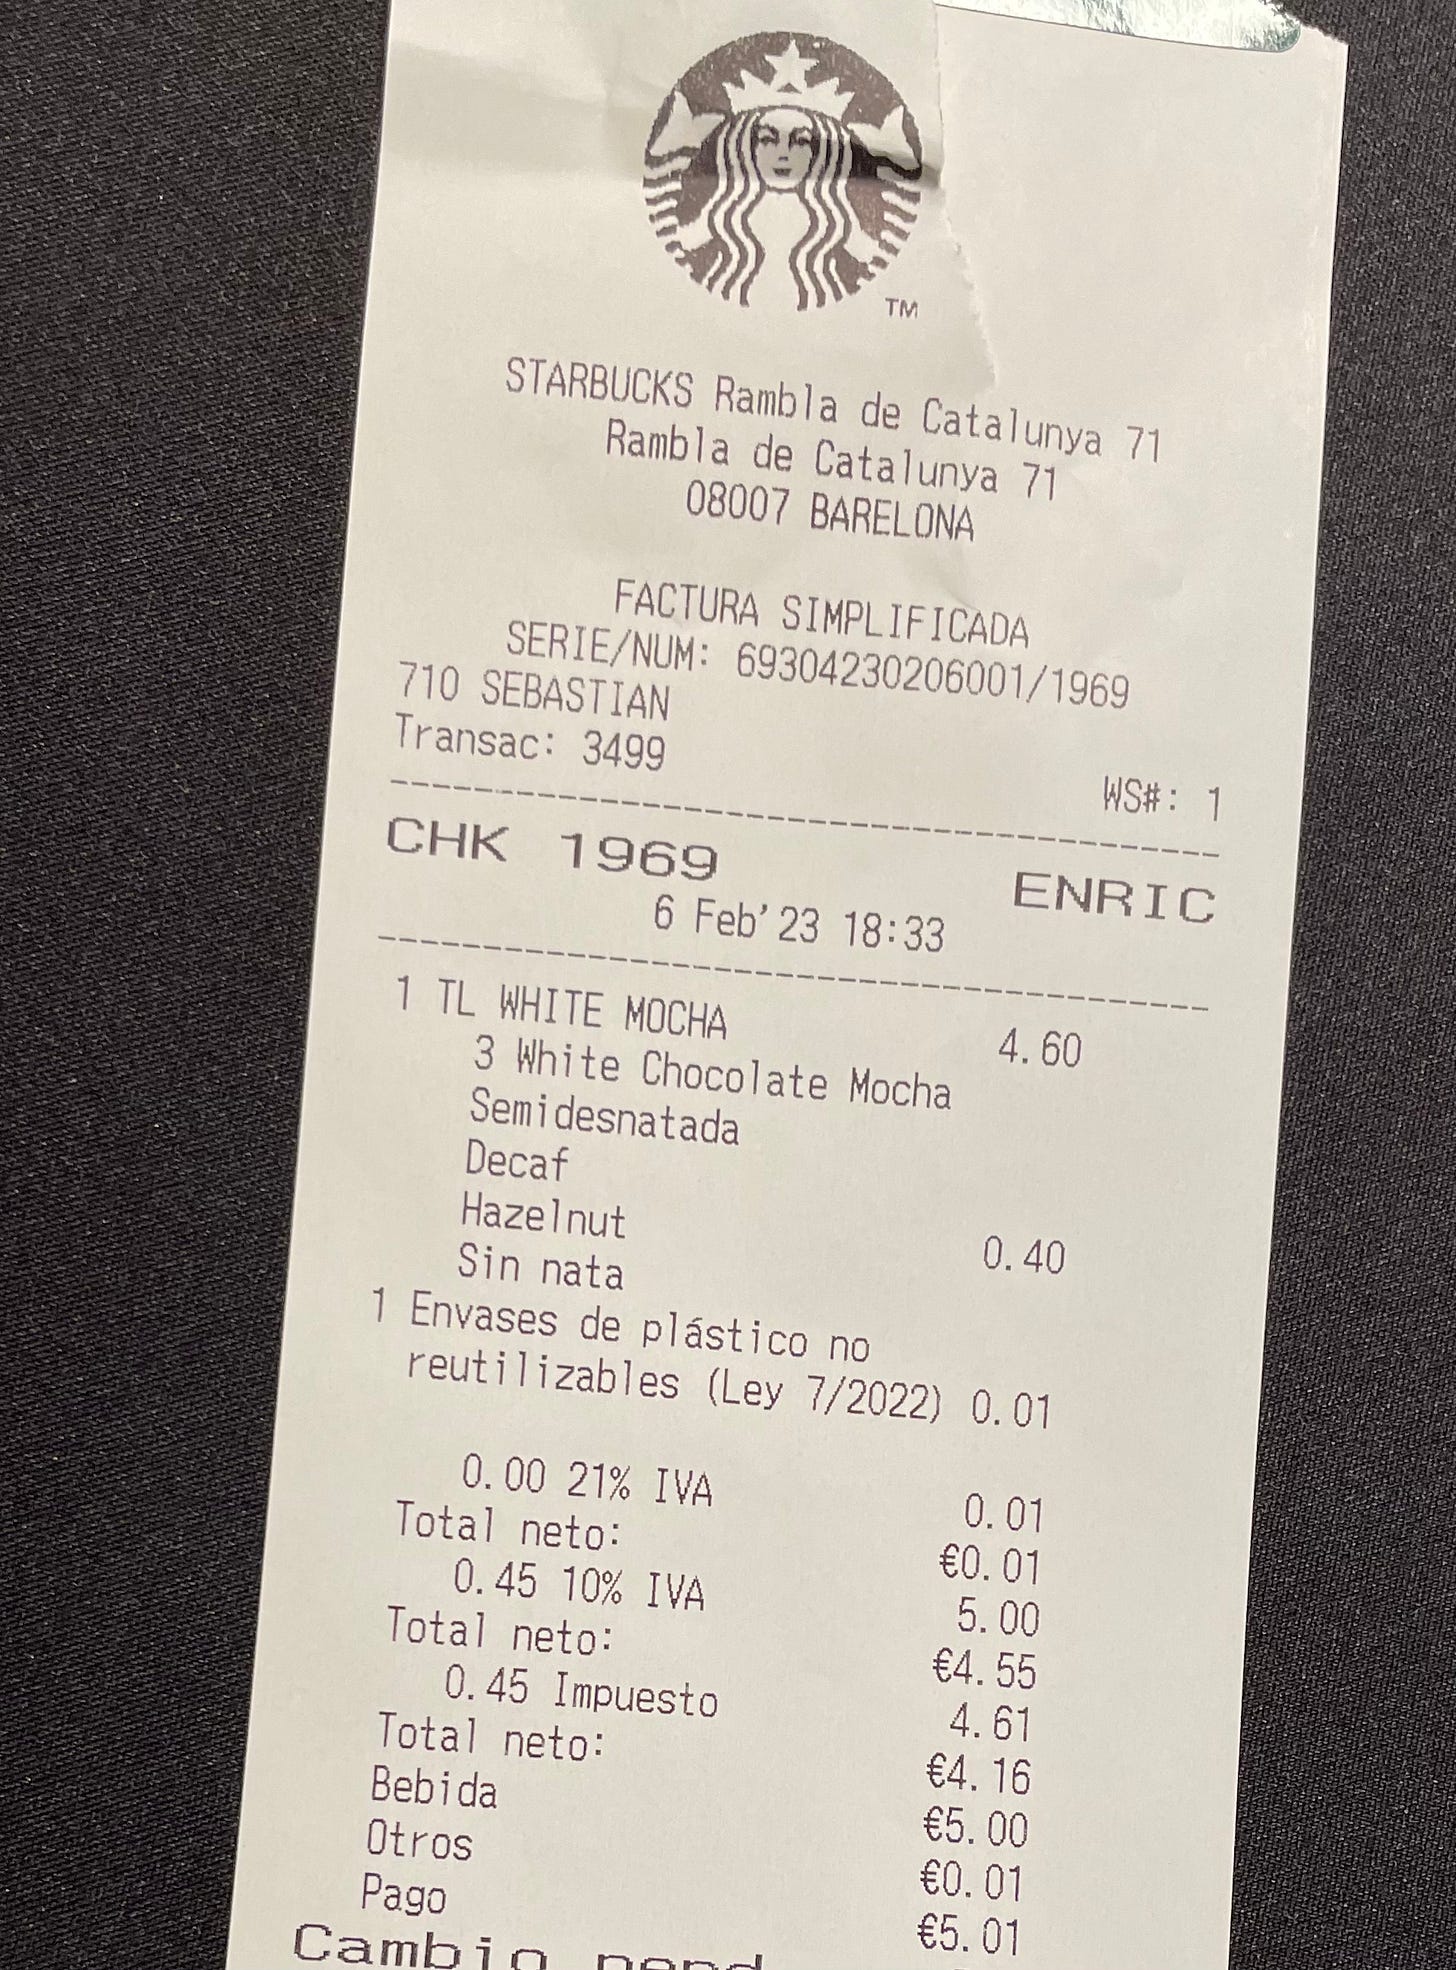 TM
STARBUCKS Rambla de Catalunya 71
Rambla de Catalunya 71
08007 BARELONA
FACTURA SIMPLIFICADA
SERIE/NUM: 69304230206001/1969
710 SEBASTIAN
Transac: 3499 WS#: 1
CHK 1969 ENRIC
6 Feb'23 18:33
1 TL WHITE MOCHA 4.60
3 White Chocolate Mocha
Semidesnatada
Decaf
Hazelnut 0.40
Sin nata
1 Envases de plástico no
reutilizables (Ley 7/2022) 0.01
0.00 21% IVA 0.01
Total neto: €0.01
0.45 10% IVA 5.00
Total neto: €4.55
0.45 Impuesto 4.61
Total neto: €4.16
Bebida €5.00
Otros €0.01
Pago €5.01
Cambio